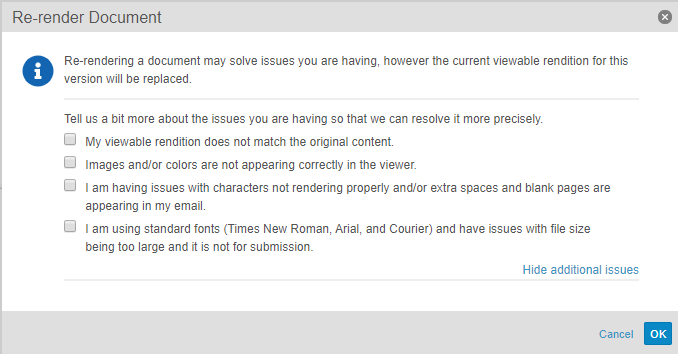 Re-render Document
Re-rendering a document may solve issues you are having, however the current viewable rendition for this
version will be replaced.
Tell us a bit more about the issues you are having so that we can resolve it more precisely.
My viewable rendition does not match the original content.
Images and/or colors are not appearing correctly in the viewer.
I am having issues with characters not rendering properly and/or extra spaces and blank pages are
appearing in my email.
I am using standard fonts (Times New Roman, Arial, and Courier) and have issues with file size
being too large and it is not for submission.
Hide additional issues
Cancel OK